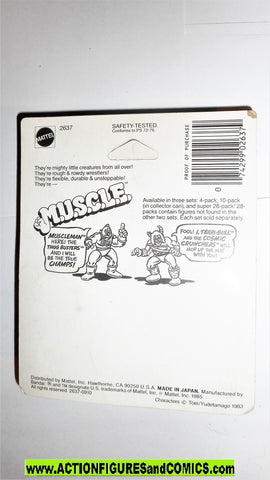 MATTEL
2637
SAFETY-TESTED.
Conforms to PS 72-76.
PROOF OF PURCHASE
0
74299 02637
They're mighty little creatures from all over!
They're rough & rowdy wrestlers!
They're flexible, durable & unstoppable!
They're —
M.U.S.C.L.E.
Available in three sets: 4-pack, 10-pack
(in collector can), and super 28-pack! 28-
packs contain figures not found in the
other two sets. Each set sold separately.
MUSCLEMAN
HERE! THE
THUG BUSTERS
AND I WILL
BE THE TRUE
CHAMPS!
FOOL! I, TERRI-BULL
AND THE COSMIC
CRUNCHERS WILL
MOP UP THE MAT
WITH YOU!
Distributed by Mattel, Inc. Hawthorne, CA 90250 U.S.A. MADE IN JAPAN. Manufactured by
Bandai. ® and ™ designate U.S. trademarks of Mattel, Inc. © Mattel, Inc. 1985.
All rights reserved. 2637-0910
Characters © Toei/Yudetamago 1983
www.ACTIONFIGURESandCOMICS.com